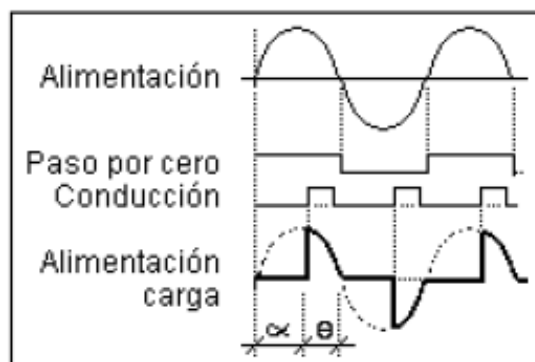 Alimentación
Paso por cero
Conducción
Alimentación
carga
α θ